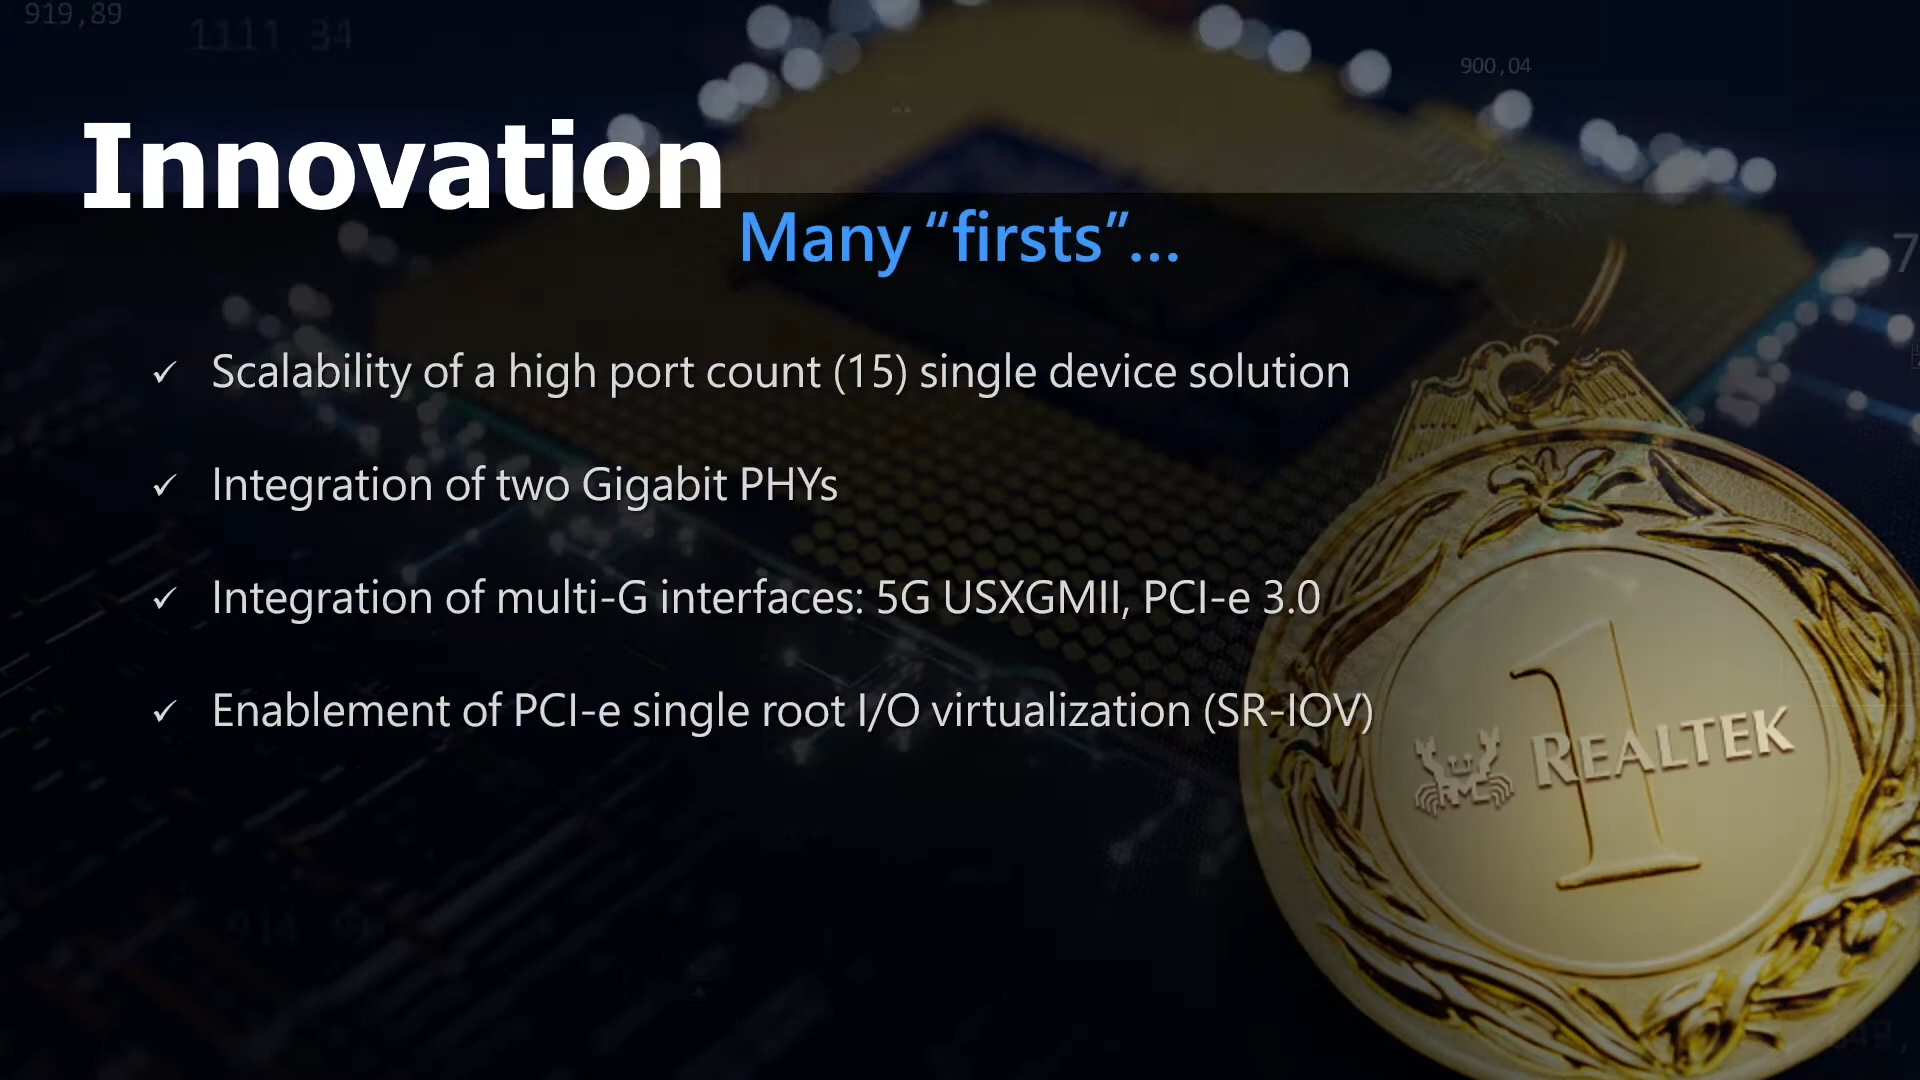 919,89
1111 34
900,04
Innovation
Many “firsts”...
7
✓ Scalability of a high port count (15) single device solution
✓ Integration of two Gigabit PHYs
✓ Integration of multi-G interfaces: 5G USXGMII, PCI-e 3.0
✓ Enablement of PCI-e single root I/O virtualization (SR-IOV)
1
REALTEK